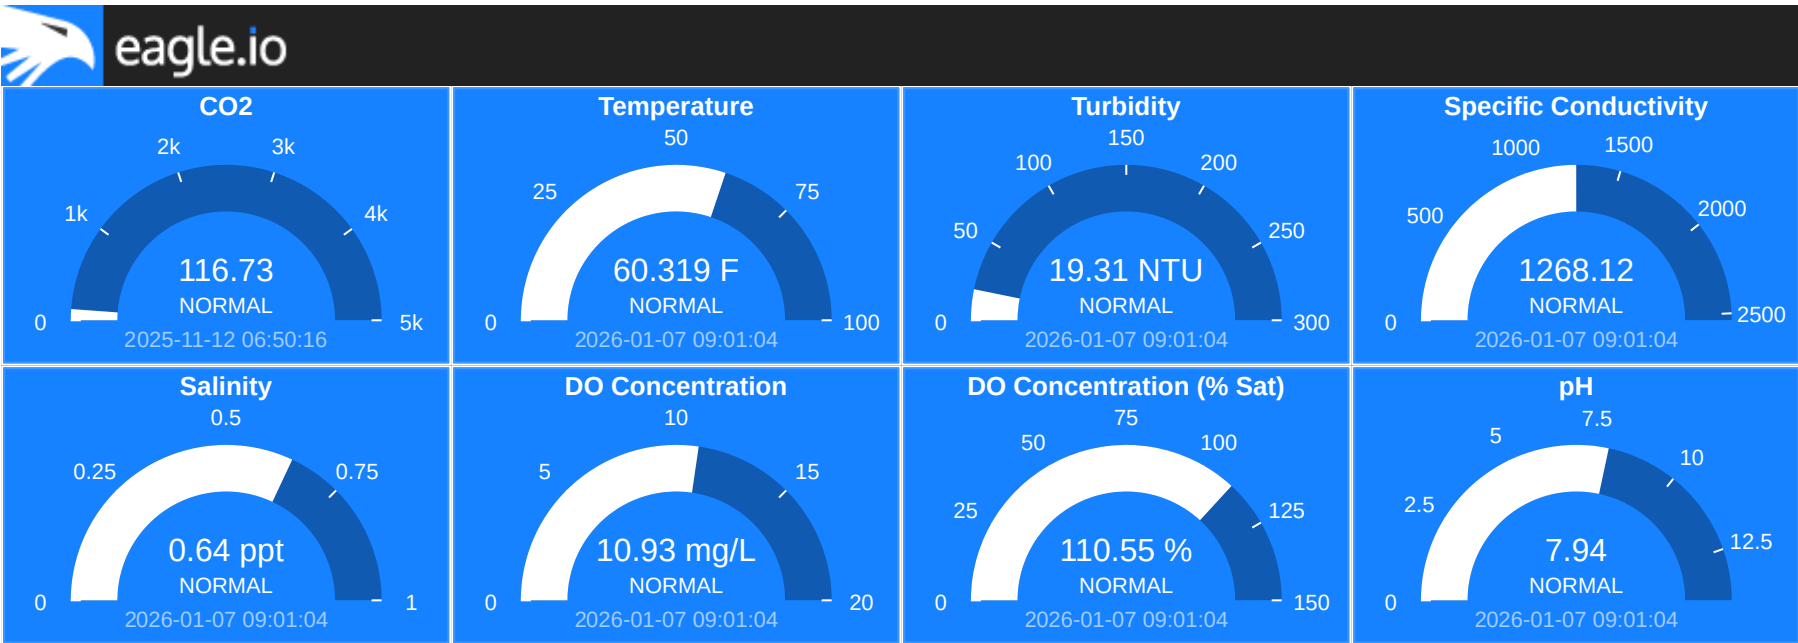 eagle.io
CO2
0
1k
2k
3k
4k
5k
116.73
NORMAL
2025-11-12 06:50:16
Temperature
0
25
50
75
100
60.319 F
NORMAL
2026-01-07 09:01:04
Turbidity
0
50
100
150
200
250
300
19.31 NTU
NORMAL
2026-01-07 09:01:04
Specific Conductivity
0
500
1000
1500
2000
2500
1268.12
NORMAL
2026-01-07 09:01:04
Salinity
0
0.25
0.5
0.75
1
0.64 ppt
NORMAL
2026-01-07 09:01:04
DO Concentration
0
5
10
15
20
10.93 mg/L
NORMAL
2026-01-07 09:01:04
DO Concentration (% Sat)
0
25
50
75
100
125
150
110.55 %
NORMAL
2026-01-07 09:01:04
pH
0
2.5
5
7.5
10
12.5
7.94
NORMAL
2026-01-07 09:01:04